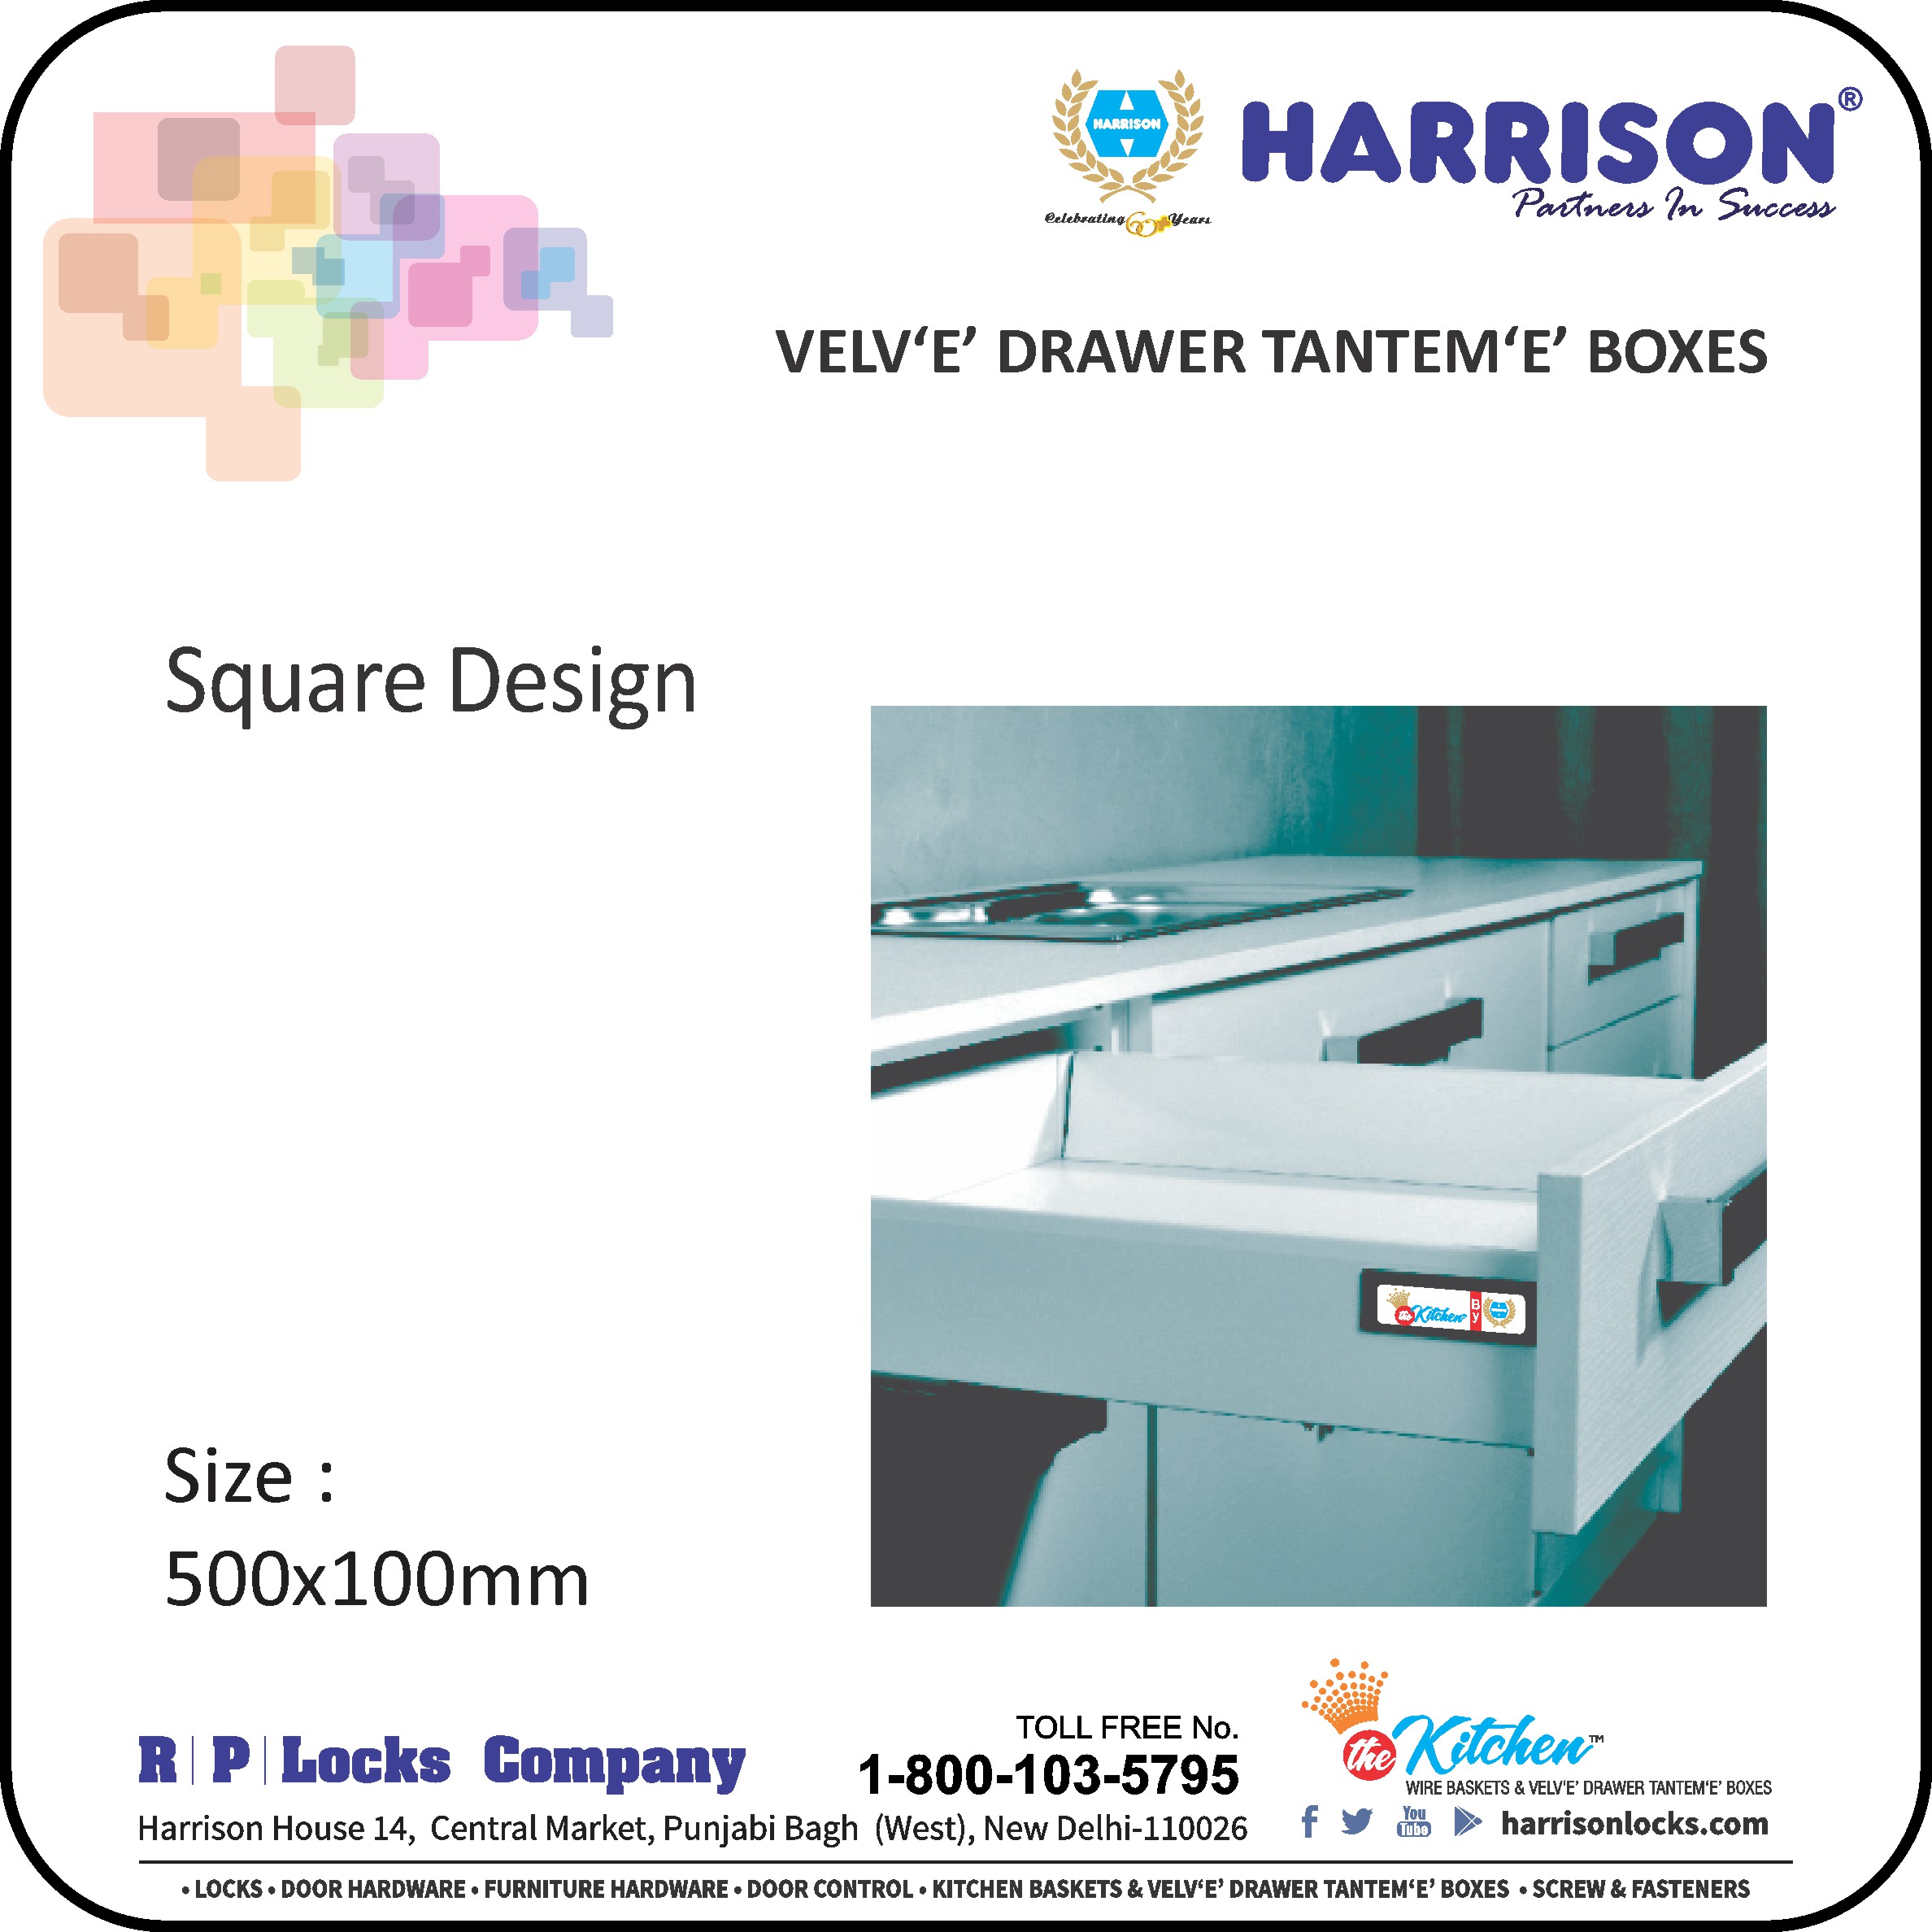 HARRISON
HARRISON®
Partners In Success
Celebrating 60+ Years
VELV‘E’ DRAWER TANTEM‘E’ BOXES
Square Design
the Kitchen By
Size :
500x100mm
R P Locks Company
TOLL FREE No.
1-800-103-5795
the Kitchen™
WIRE BASKETS & VELV'E' DRAWER TANTEM'E' BOXES
Harrison House 14, Central Market, Punjabi Bagh (West), New Delhi-110026
f You Tube harrisonlocks.com
• LOCKS • DOOR HARDWARE • FURNITURE HARDWARE • DOOR CONTROL • KITCHEN BASKETS & VELV‘E’ DRAWER TANTEM‘E’ BOXES • SCREW & FASTENERS